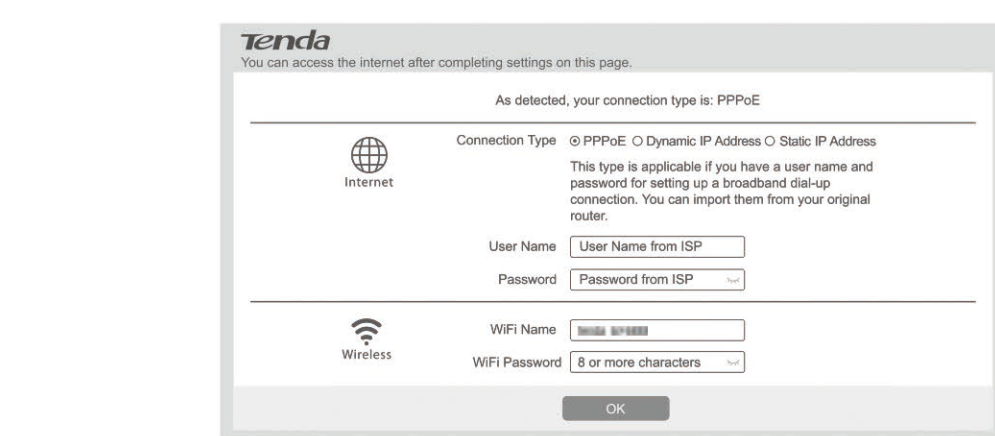 Tenda
You can access the internet after completing settings on this page.
As detected, your connection type is: PPPoE
Connection Type PPPoE Dynamic IP Address Static IP Address
This type is applicable if you have a user name and
password for setting up a broadband dial-up
connection. You can import them from your original
router.
Internet
User Name User Name from ISP
Password Password from ISP
WiFi Name
Wireless
WiFi Password 8 or more characters
OK